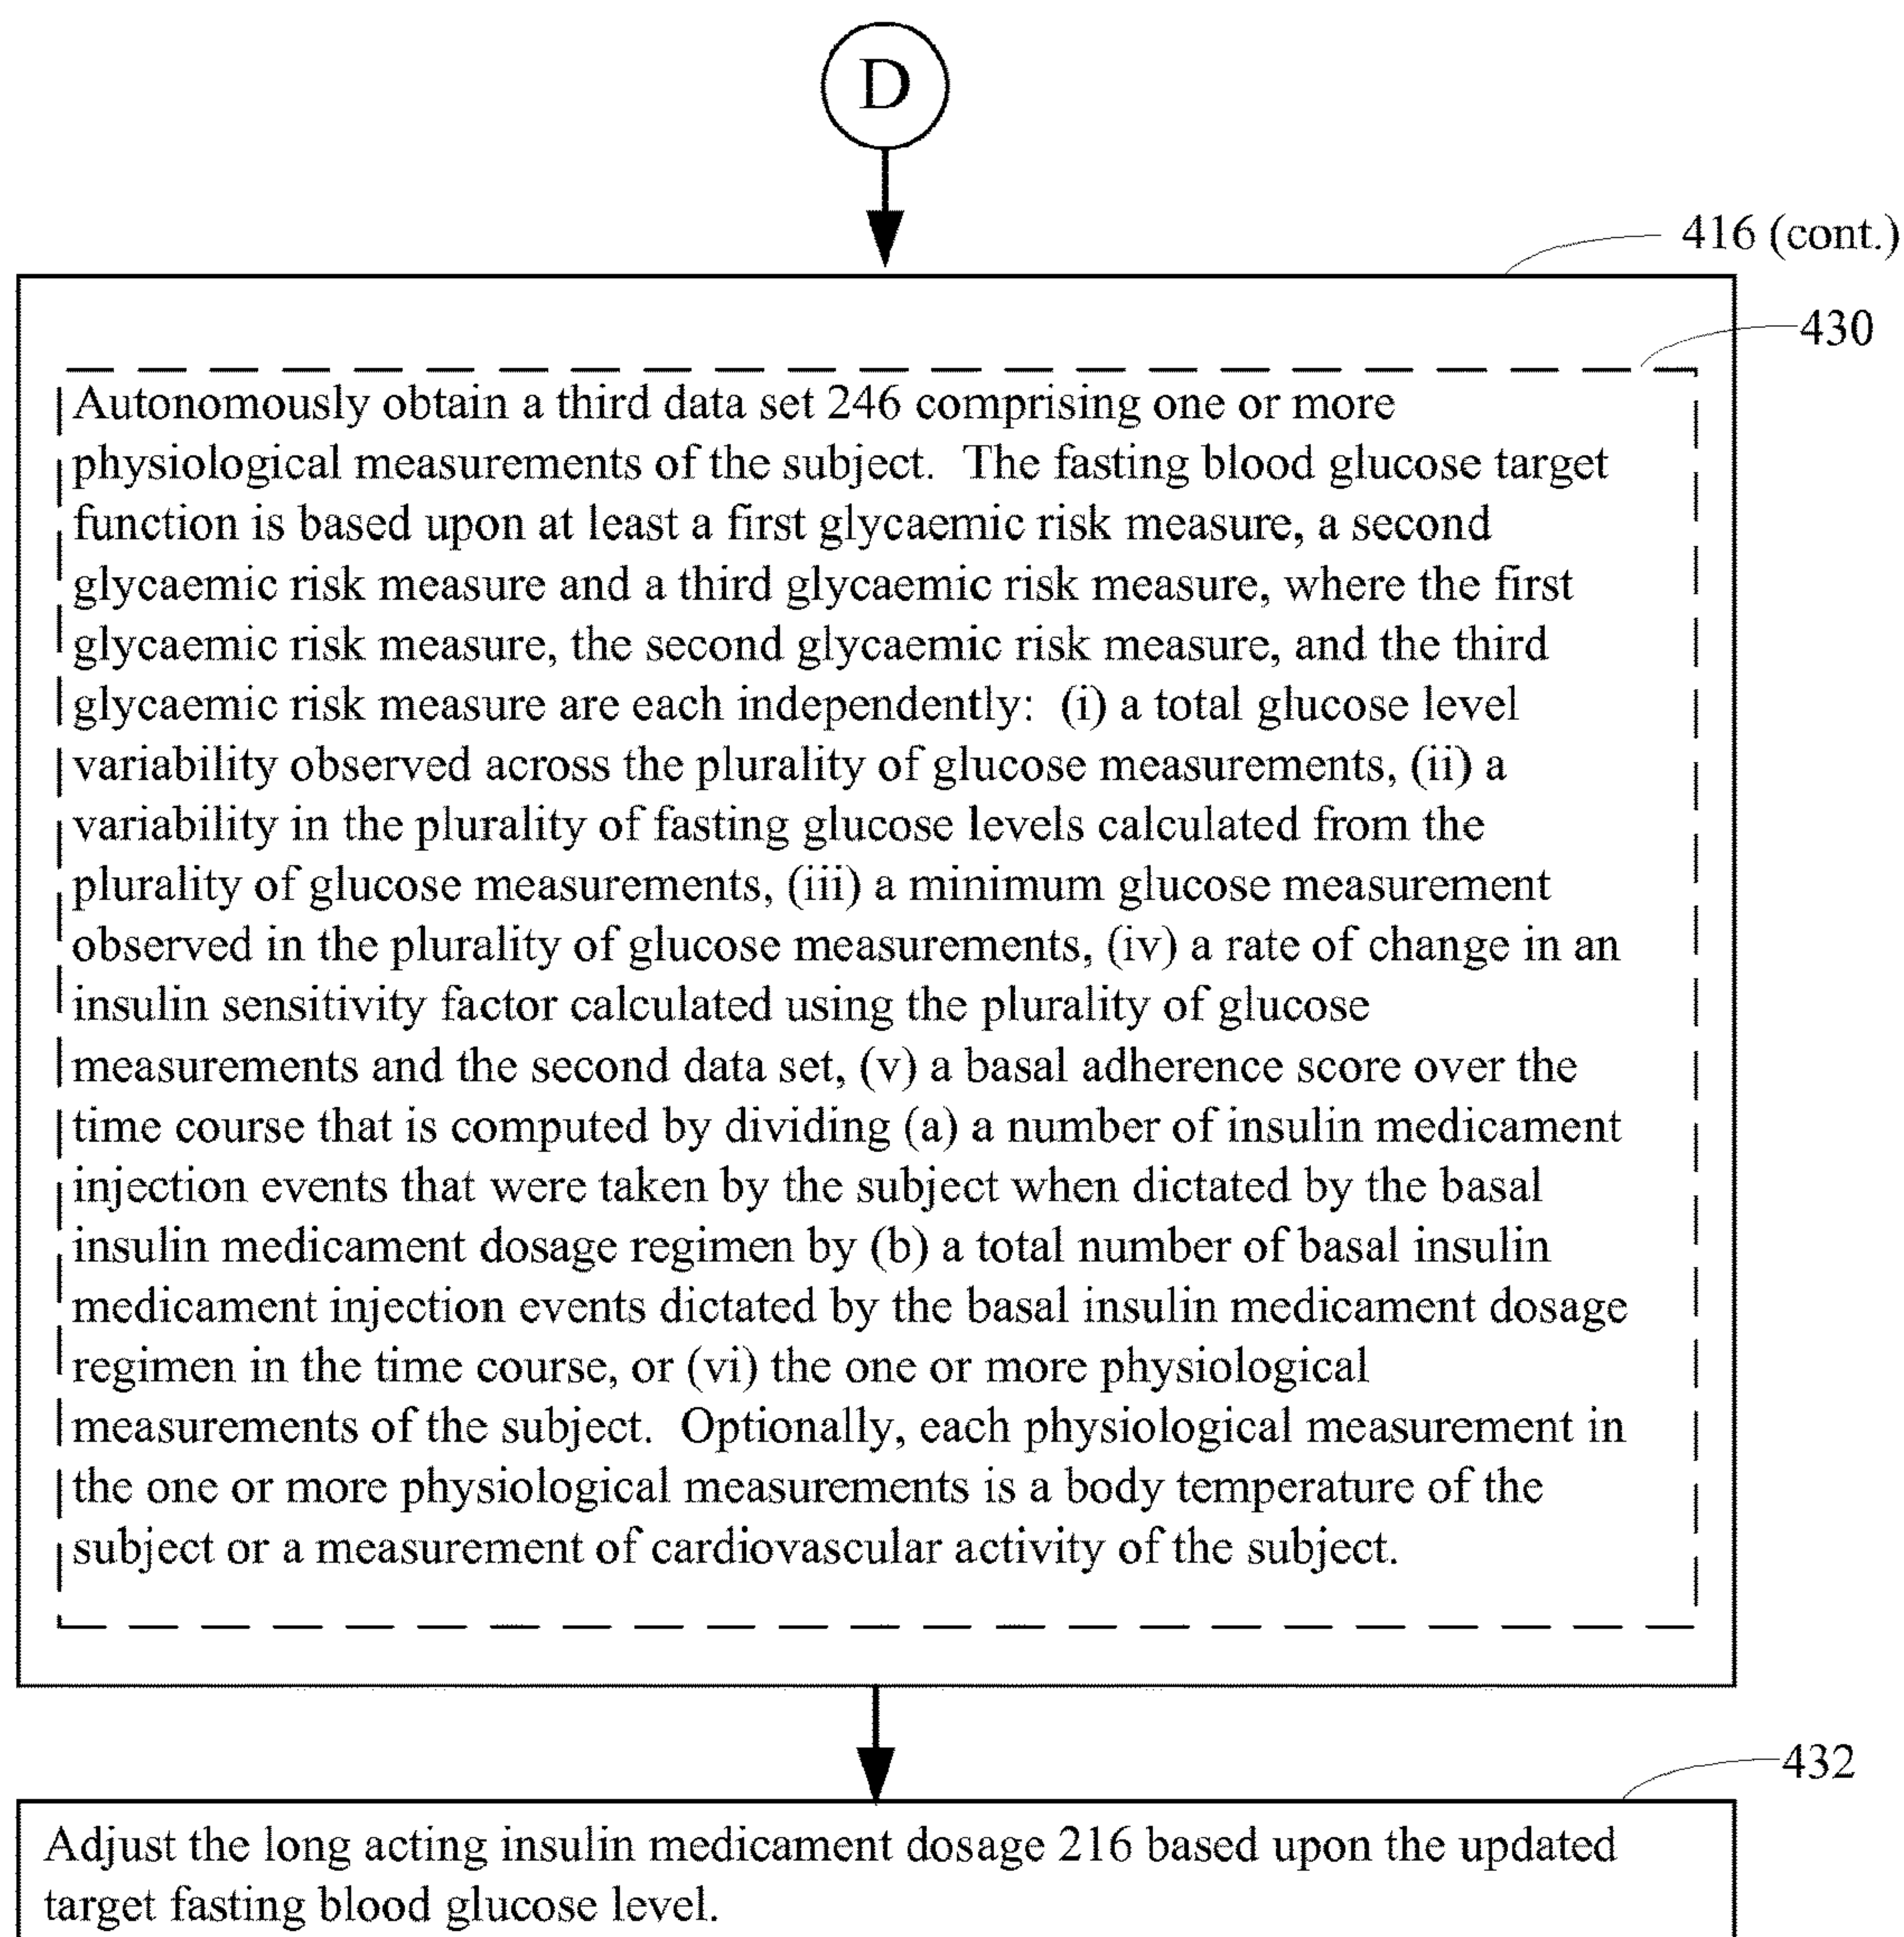 D
416 (cont.)
430
Autonomously obtain a third data set 246 comprising one or more
physiological measurements of the subject.  The fasting blood glucose target
function is based upon at least a first glycaemic risk measure, a second
glycaemic risk measure and a third glycaemic risk measure, where the first
glycaemic risk measure, the second glycaemic risk measure, and the third
glycaemic risk measure are each independently:  (i) a total glucose level
variability observed across the plurality of glucose measurements, (ii) a
variability in the plurality of fasting glucose levels calculated from the
plurality of glucose measurements, (iii) a minimum glucose measurement
observed in the plurality of glucose measurements, (iv) a rate of change in an
insulin sensitivity factor calculated using the plurality of glucose
measurements and the second data set, (v) a basal adherence score over the
time course that is computed by dividing (a) a number of insulin medicament
injection events that were taken by the subject when dictated by the basal
insulin medicament dosage regimen by (b) a total number of basal insulin
medicament injection events dictated by the basal insulin medicament dosage
regimen in the time course, or (vi) the one or more physiological
measurements of the subject.  Optionally, each physiological measurement in
the one or more physiological measurements is a body temperature of the
subject or a measurement of cardiovascular activity of the subject.
432
Adjust the long acting insulin medicament dosage 216 based upon the updated
target fasting blood glucose level.